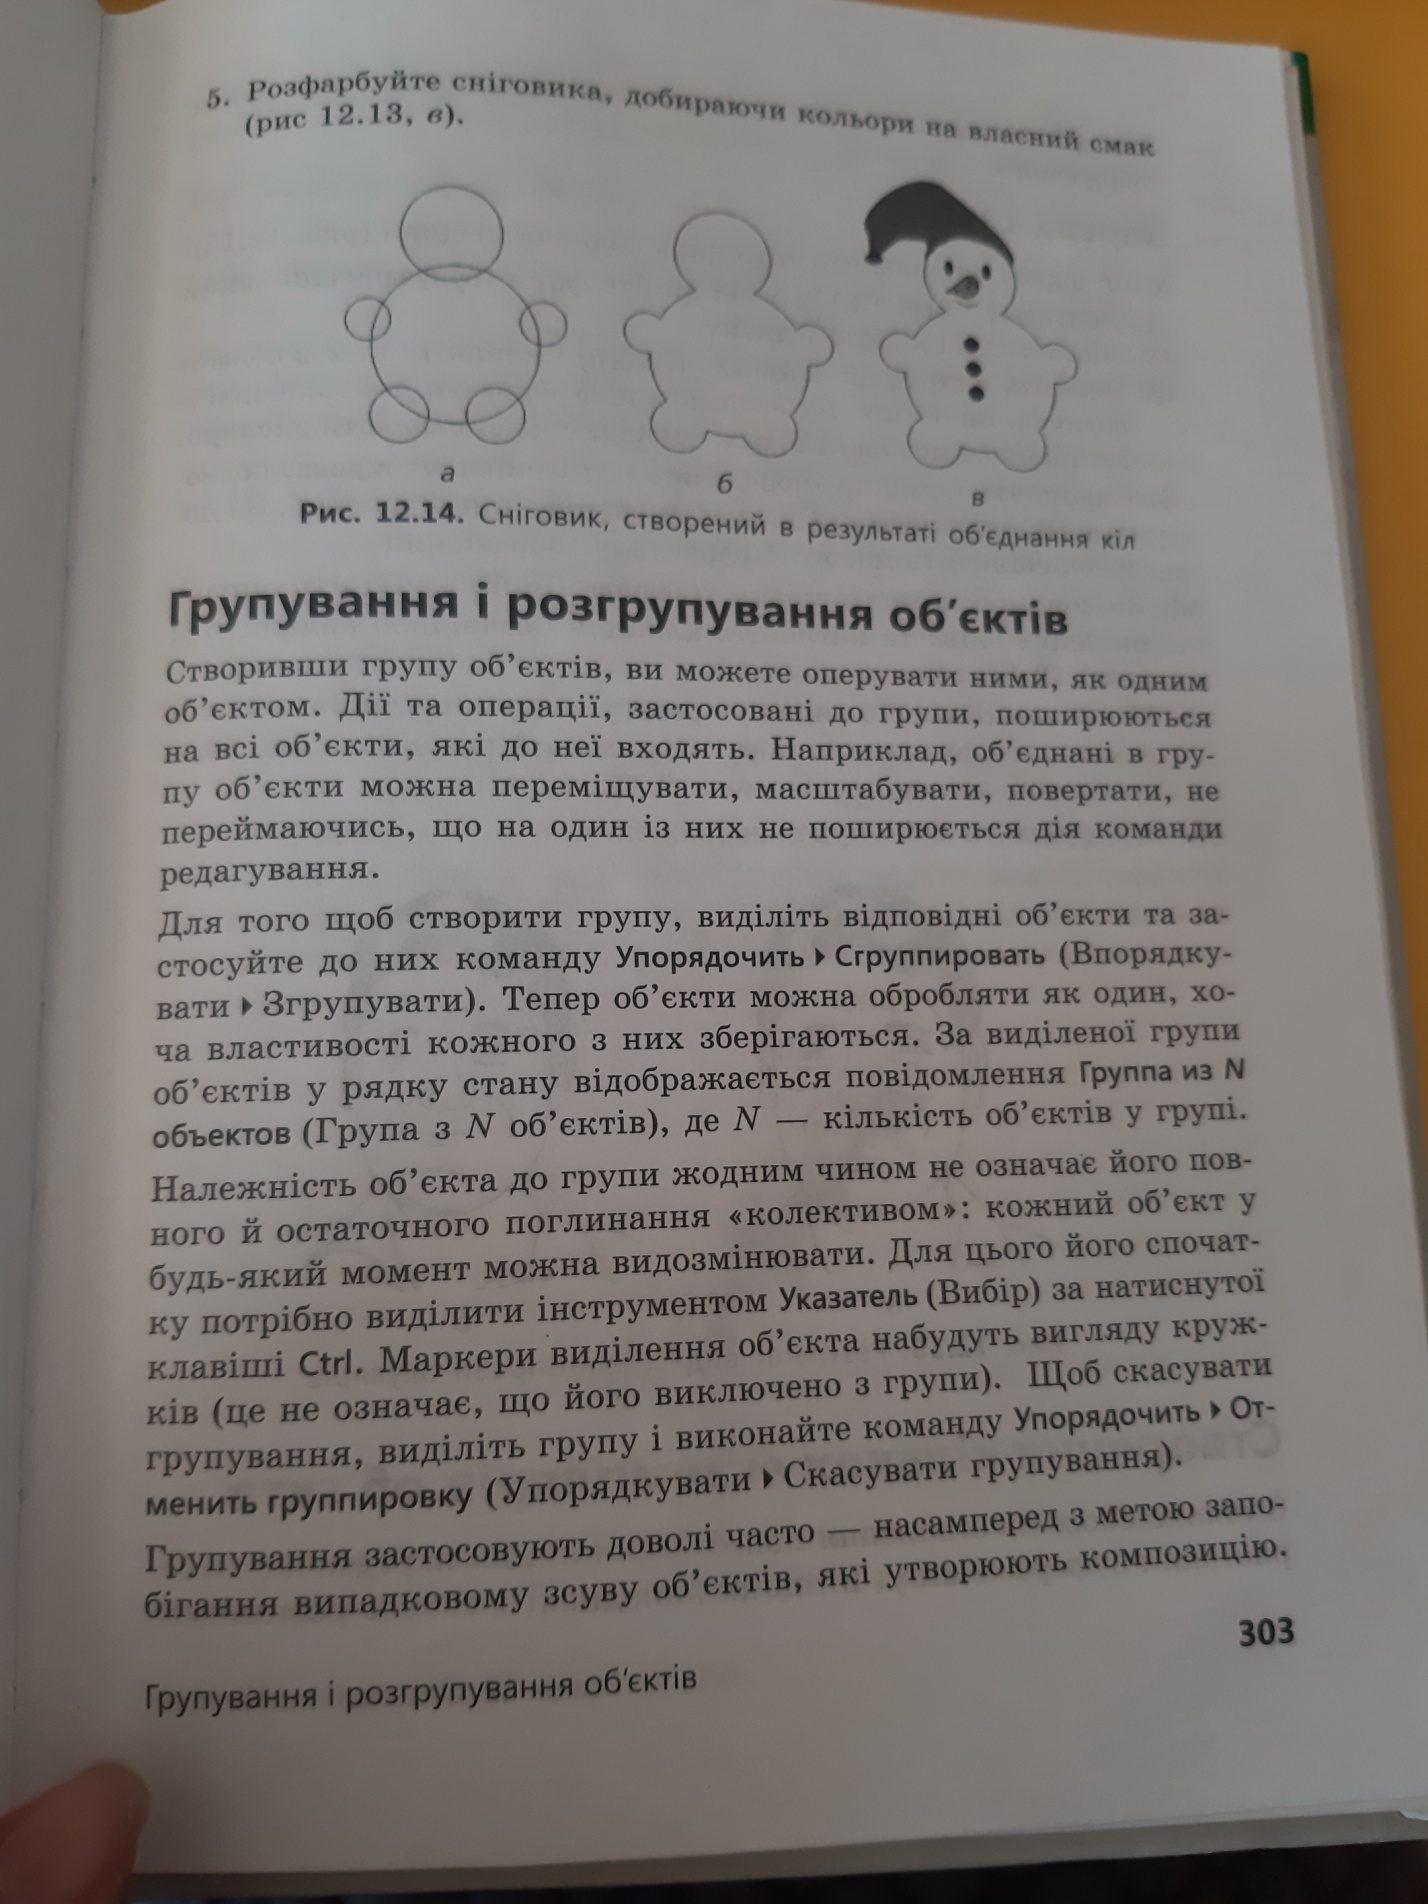 5. Розфарбуйте сніговика, добираючи кольори на власний смак
(рис 12.13, в).
а
б
в
Рис. 12.14. Сніговик, створений в результаті об'єднання кіл
Групування і розгрупування об'єктів
Створивши групу об'єктів, ви можете оперувати ними, як одним
об'єктом. Дії та операції, застосовані до групи, поширюються
на всі об'єкти, які до неї входять. Наприклад, об'єднані в гру-
пу об'єкти можна переміщувати, масштабувати, повертати, не
переймаючись, що на один із них не поширюється дія команди
редагування.
Для того щоб створити групу, виділіть відповідні об'єкти та за-
стосуйте до них команду Упорядочить ▸ Сгруппировать (Впорядку-
вати ▸ Згрупувати). Тепер об'єкти можна обробляти як один, хо-
ча властивості кожного з них зберігаються. За виділеної групи
об'єктів у рядку стану відображається повідомлення Группа из N
объектов (Група з N об'єктів), де N — кількість об'єктів у групі.
Належність об'єкта до групи жодним чином не означає його пов-
ного й остаточного поглинання «колективом»: кожний об'єкт у
будь-який момент можна видозмінювати. Для цього його спочат-
ку потрібно виділити інструментом Указатель (Вибір) за натиснутої
клавіші Ctrl. Маркери виділення об'єкта набудуть вигляду круж-
ків (це не означає, що його виключено з групи). Щоб скасувати
групування, виділіть групу і виконайте команду Упорядочить ▸ От-
менить группировку (Упорядкувати ▸ Скасувати групування).
Групування застосовують доволі часто — насамперед з метою запо-
бігання випадковому зсуву об'єктів, які утворюють композицію.
303
Групування і розгрупування об'єктів